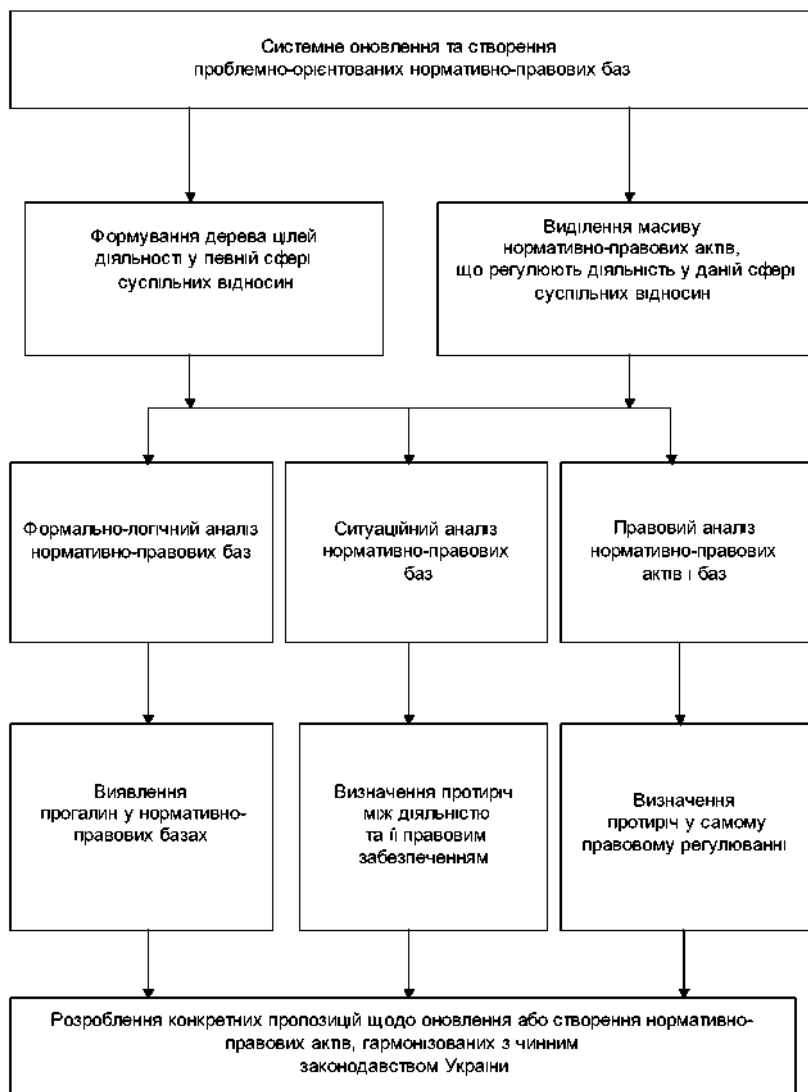 Системне оновлення та створення
проблемно-орієнтованих нормативно-правових баз
Формування дерева цілей
діяльності у певній сфері
суспільних відносин
Виділення масиву
нормативно-правових актів,
що регулюють діяльність у даній сфері
суспільних відносин
Формально-логічний аналіз
нормативно-правових баз
Ситуаційний аналіз
нормативно-правових
баз
Правовий аналіз
нормативно-правових
актів і баз
Виявлення
прогалин у нормативно-
правових базах
Визначення протиріч
між діяльністю
та її правовим
забезпеченням
Визначення
протиріч у самому
правовому регулюванні
Розроблення конкретних пропозицій щодо оновлення або створення нормативно-
правових актів, гармонізованих з чинним
законодавством України